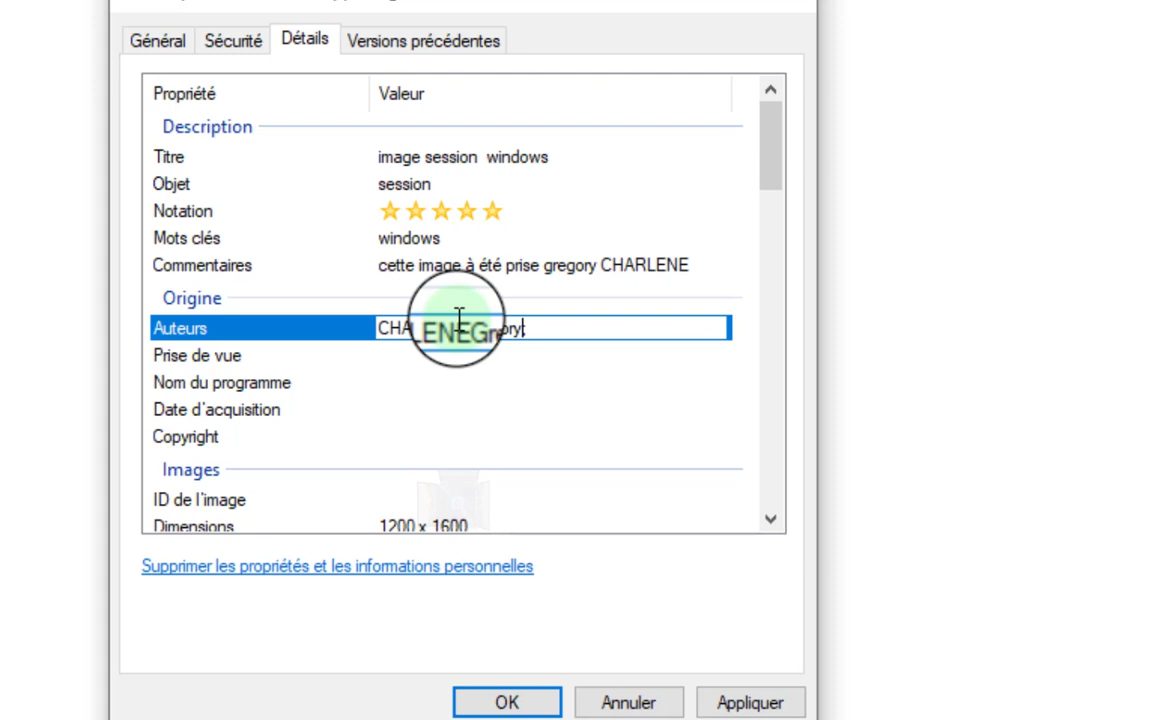 Général Sécurité Détails Versions précédentes
Propriété Valeur
Description
Titre image session windows
Objet session
Notation
Mots clés windows
Commentaires cette image à été prise gregory CHARLENE
Origine
Auteurs
Prise de vue
Nom du programme
Date d'acquisition
Copyright
Images
ID de l'image
Dimensions 1200 x 1600
Supprimer les propriétés et les informations personnelles
OK Annuler Appliquer